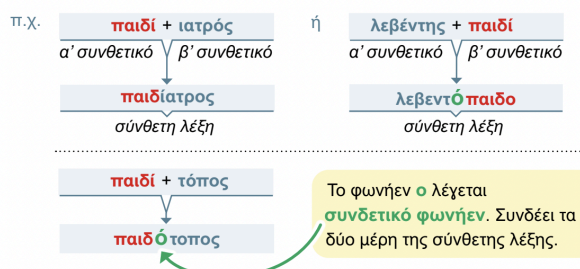 π.χ.
παιδί + ιατρός
α’ συνθετικό β’ συνθετικό
παιδίατρος
σύνθετη λέξη
ή
λεβέντης + παιδί
α’ συνθετικό β’ συνθετικό
λεβεντόπαιδο
σύνθετη λέξη
παιδί + τόπος
παιδότοπος
Το φωνήεν ο λέγεται
συνδετικό φωνήεν. Συνδέει τα
δύο μέρη της σύνθετης λέξης.